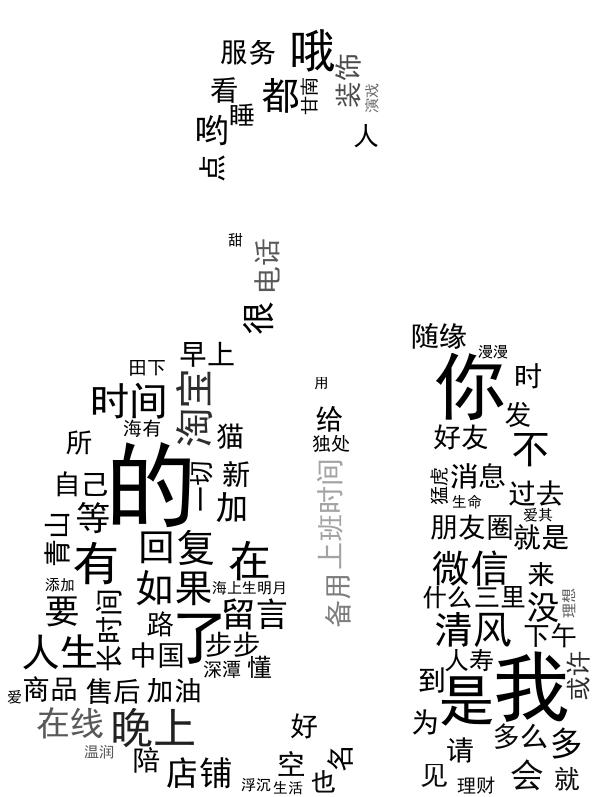 服务
哦
装饰
看
都
甘南
演戏
睡
哟
人
点
甜
电话
很
随缘
漫漫
早上
田下
淘宝
时间
用
你
时
海有
给
发
所
猫
独处
好友
不
的
自己
一切
新
猛虎
消息
生命
过去
等
加
上班时间
爱其
朋友圈
就是
青山
有
回复
在
微信
来
添加
如果
海上生明月
备用
什么
三里
没
理想
要
长时间
路
了
留言
清风
下午
步步
人生
中国
深潭
懂
人寿
到
是
我
或许
爱
商品
售后
加油
在线
晚上
好
为
多么
多
温润
陪
店铺
空
名
请
浮沉
生活
也
见
理财
会
就